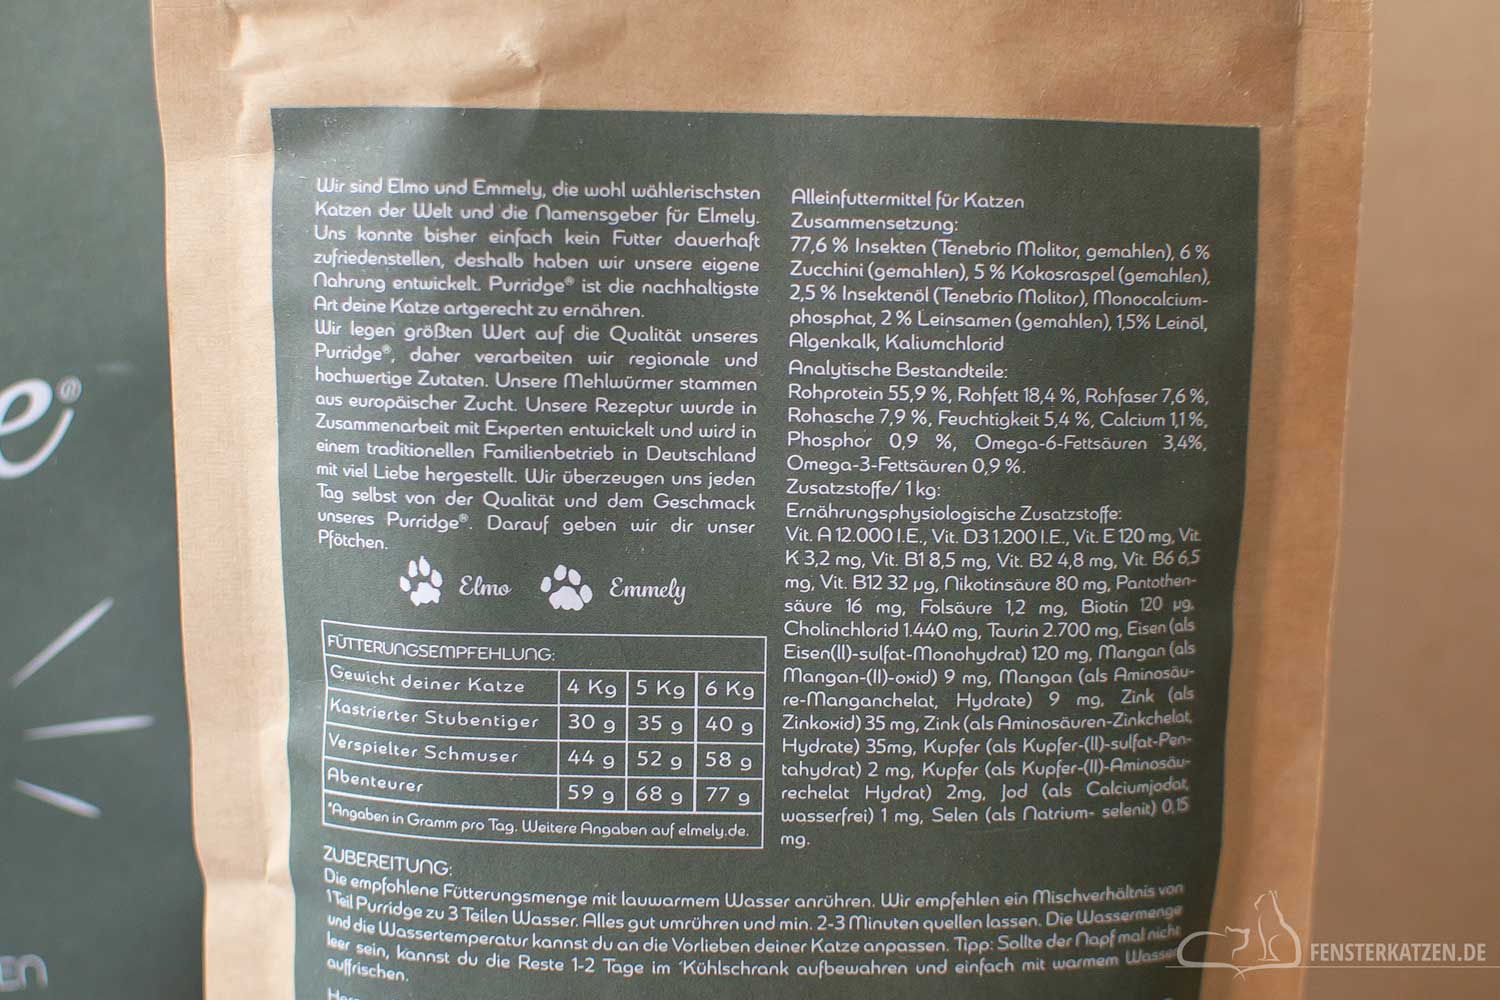 Wir sind Elmo und Emmely, die wohl wählerischsten
Katzen der Welt und die Namensgeber für Elmely.
Uns konnte bisher einfach kein Futter dauerhaft
zufriedenstellen, deshalb haben wir unsere eigene
Nahrung entwickelt. Purridge® ist die nachhaltigste
Art deine Katze artgerecht zu ernähren.
Wir legen größten Wert auf die Qualität unseres
Purridge®, daher verarbeiten wir regionale und
hochwertige Zutaten. Unsere Mehlwürmer stammen
aus europäischer Zucht. Unsere Rezeptur wurde in
Zusammenarbeit mit Experten entwickelt und wird in
einem traditionellen Familienbetrieb in Deutschland
mit viel Liebe hergestellt. Wir überzeugen uns jeden
Tag selbst von der Qualität und dem Geschmack
unseres Purridge®. Darauf geben wir dir unser
Pfötchen.
Elmo Emmely
FÜTTERUNGSEMPFEHLUNG:
Gewicht deiner Katze 4 Kg 5 Kg 6 Kg
Kastrierter Stubentiger 30 g 35 g 40 g
Verspielter Schmuser 44 g 52 g 58 g
Abenteurer 59 g 68 g 77 g
*Angaben in Gramm pro Tag. Weitere Angaben auf elmely.de.
Alleinfuttermittel für Katzen
Zusammensetzung:
77,6 % Insekten (Tenebrio Molitor, gemahlen), 6 %
Zucchini (gemahlen), 5 % Kokosraspel (gemahlen),
2,5 % Insektenöl (Tenebrio Molitor), Monocalcium-
phosphat, 2 % Leinsamen (gemahlen), 1,5% Leinöl,
Algenkalk, Kaliumchlorid
Analytische Bestandteile:
Rohprotein 55,9 %, Rohfett 18,4 %, Rohfaser 7,6 %,
Rohasche 7,9 %, Feuchtigkeit 5,4 %, Calcium 1,1 %,
Phosphor 0,9 %, Omega-6-Fettsäuren 3,4%,
Omega-3-Fettsäuren 0,9 %.
Zusatzstoffe/ 1 kg:
Ernährungsphysiologische Zusatzstoffe:
Vit. A 12.000 I.E., Vit. D3 1.200 I.E., Vit. E 120 mg, Vit.
K 3,2 mg, Vit. B1 8,5 mg, Vit. B2 4,8 mg, Vit. B6 6,5
mg, Vit. B12 32 µg, Nikotinsäure 80 mg, Pantothen-
säure 16 mg, Folsäure 1,2 mg, Biotin 120 µg,
Cholinchlorid 1.440 mg, Taurin 2.700 mg, Eisen (als
Eisen(II)-sulfat-Monohydrat) 120 mg, Mangan (als
Mangan-(II)-oxid) 9 mg, Mangan (als Aminosäu-
re-Manganchelat, Hydrate) 9 mg, Zink (als
Zinkoxid) 35 mg, Zink (als Aminosäuren-Zinkchelat,
Hydrate) 35mg, Kupfer (als Kupfer-(II)-sulfat-Pen-
tahydrat) 2 mg, Kupfer (als Kupfer-(II)-Aminosäu-
rechelat Hydrat) 2mg, Jod (als Calciumjodat,
wasserfrei) 1 mg, Selen (als Natrium- selenit) 0,15
mg.
ZUBEREITUNG:
Die empfohlene Fütterungsmenge mit lauwarmem Wasser anrühren. Wir empfehlen ein Mischverhältnis von
1 Teil Purridge zu 3 Teilen Wasser. Alles gut umrühren und min. 2-3 Minuten quellen lassen. Die Wassermenge
und die Wassertemperatur kannst du an die Vorlieben deiner Katze anpassen. Tipp: Sollte der Napf mal nicht
leer sein, kannst du die Reste 1-2 Tage im 'Kühlschrank aufbewahren und einfach mit warmem Wasser
auffrischen.
e®
EN
FENSTERKATZEN.DE